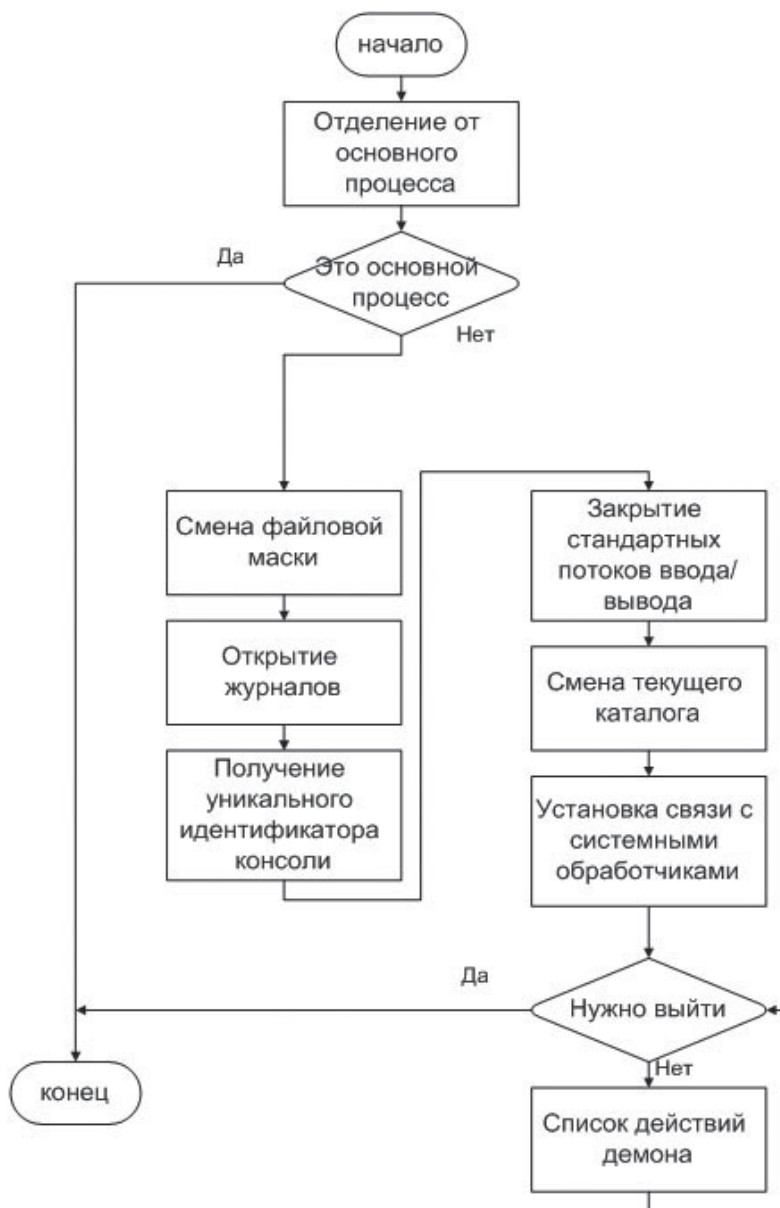 начало
Отделение от
основного
процесса
Да
Это основной
процесс
Нет
Смена файловой
маски
Открытие
журналов
Получение
уникального
идентификатора
консоли
Закрытие
стандартных
потоков ввода/
вывода
Смена текущего
каталога
Установка связи с
системными
обработчиками
Да
Нужно выйти
Нет
конец
Список действий
демона